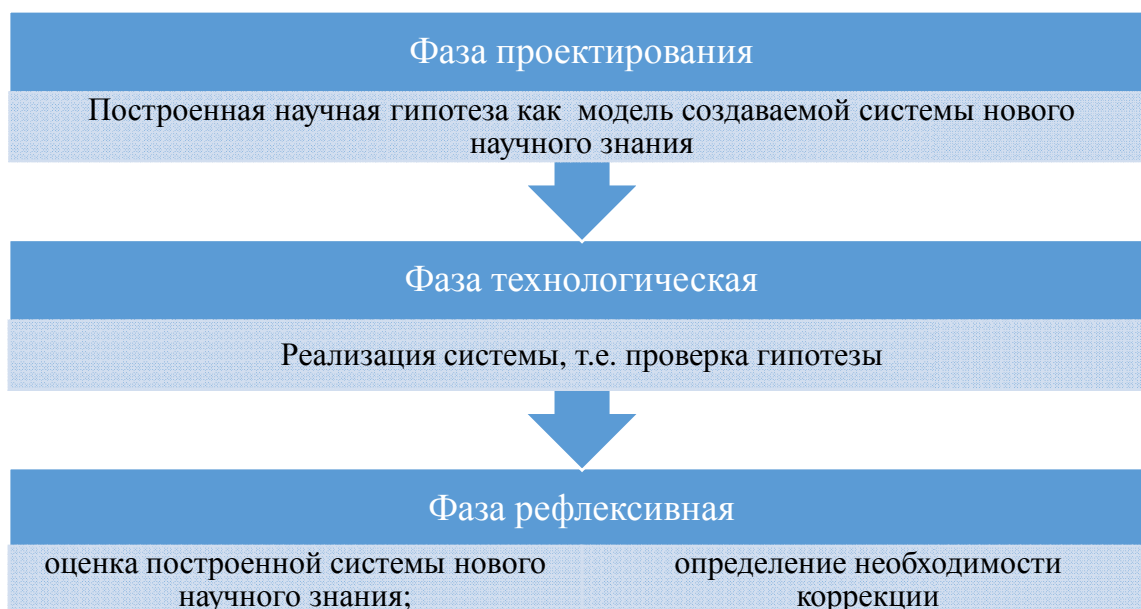 Фаза проектирования
Построенная научная гипотеза как модель создаваемой системы нового
научного знания
Фаза технологическая
Реализация системы, т.е. проверка гипотезы
Фаза рефлексивная
оценка построенной системы нового
научного знания;
определение необходимости
коррекции